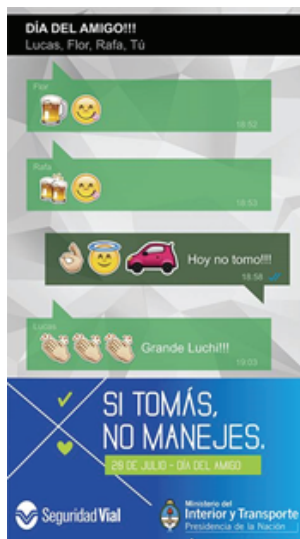 DÍA DEL AMIGO!!!
Lucas, Flor, Rafa, Tú
Flor
18:52
Rafa
18:53
Hoy no tomo!!!
18:58
Lucas
Grande Luchi!!!
19:03
SI TOMÁS,
NO MANEJES.
20 DE JULIO - DÍA DEL AMIGO
Seguridad Vial
Ministerio del
Interior y Transporte
Presidencia de la Nación